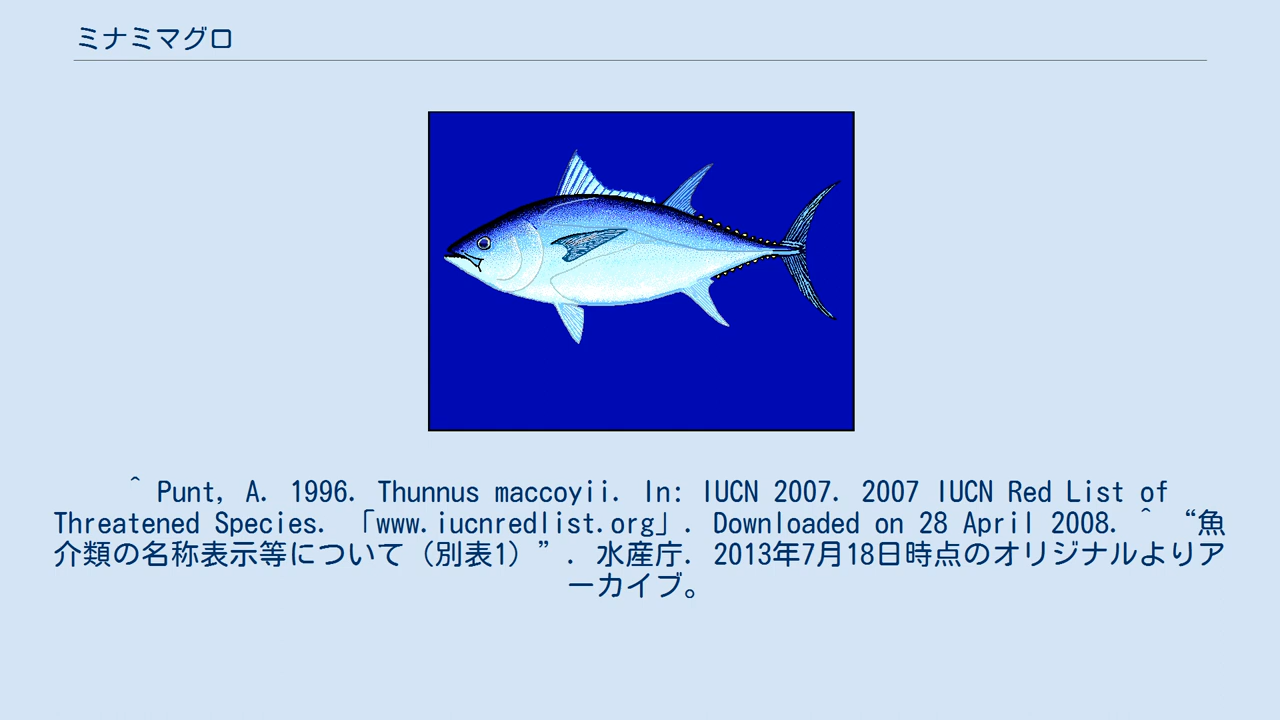 ミナミマグロ
^ Punt, A. 1996. Thunnus maccoyii. In: IUCN 2007. 2007 IUCN Red List of
Threatened Species. 「www.iucnredlist.org」. Downloaded on 28 April 2008. ^ “魚
介類の名称表示等について（別表1）”. 水産庁. 2013年7月18日時点のオリジナルよりア
ーカイブ。